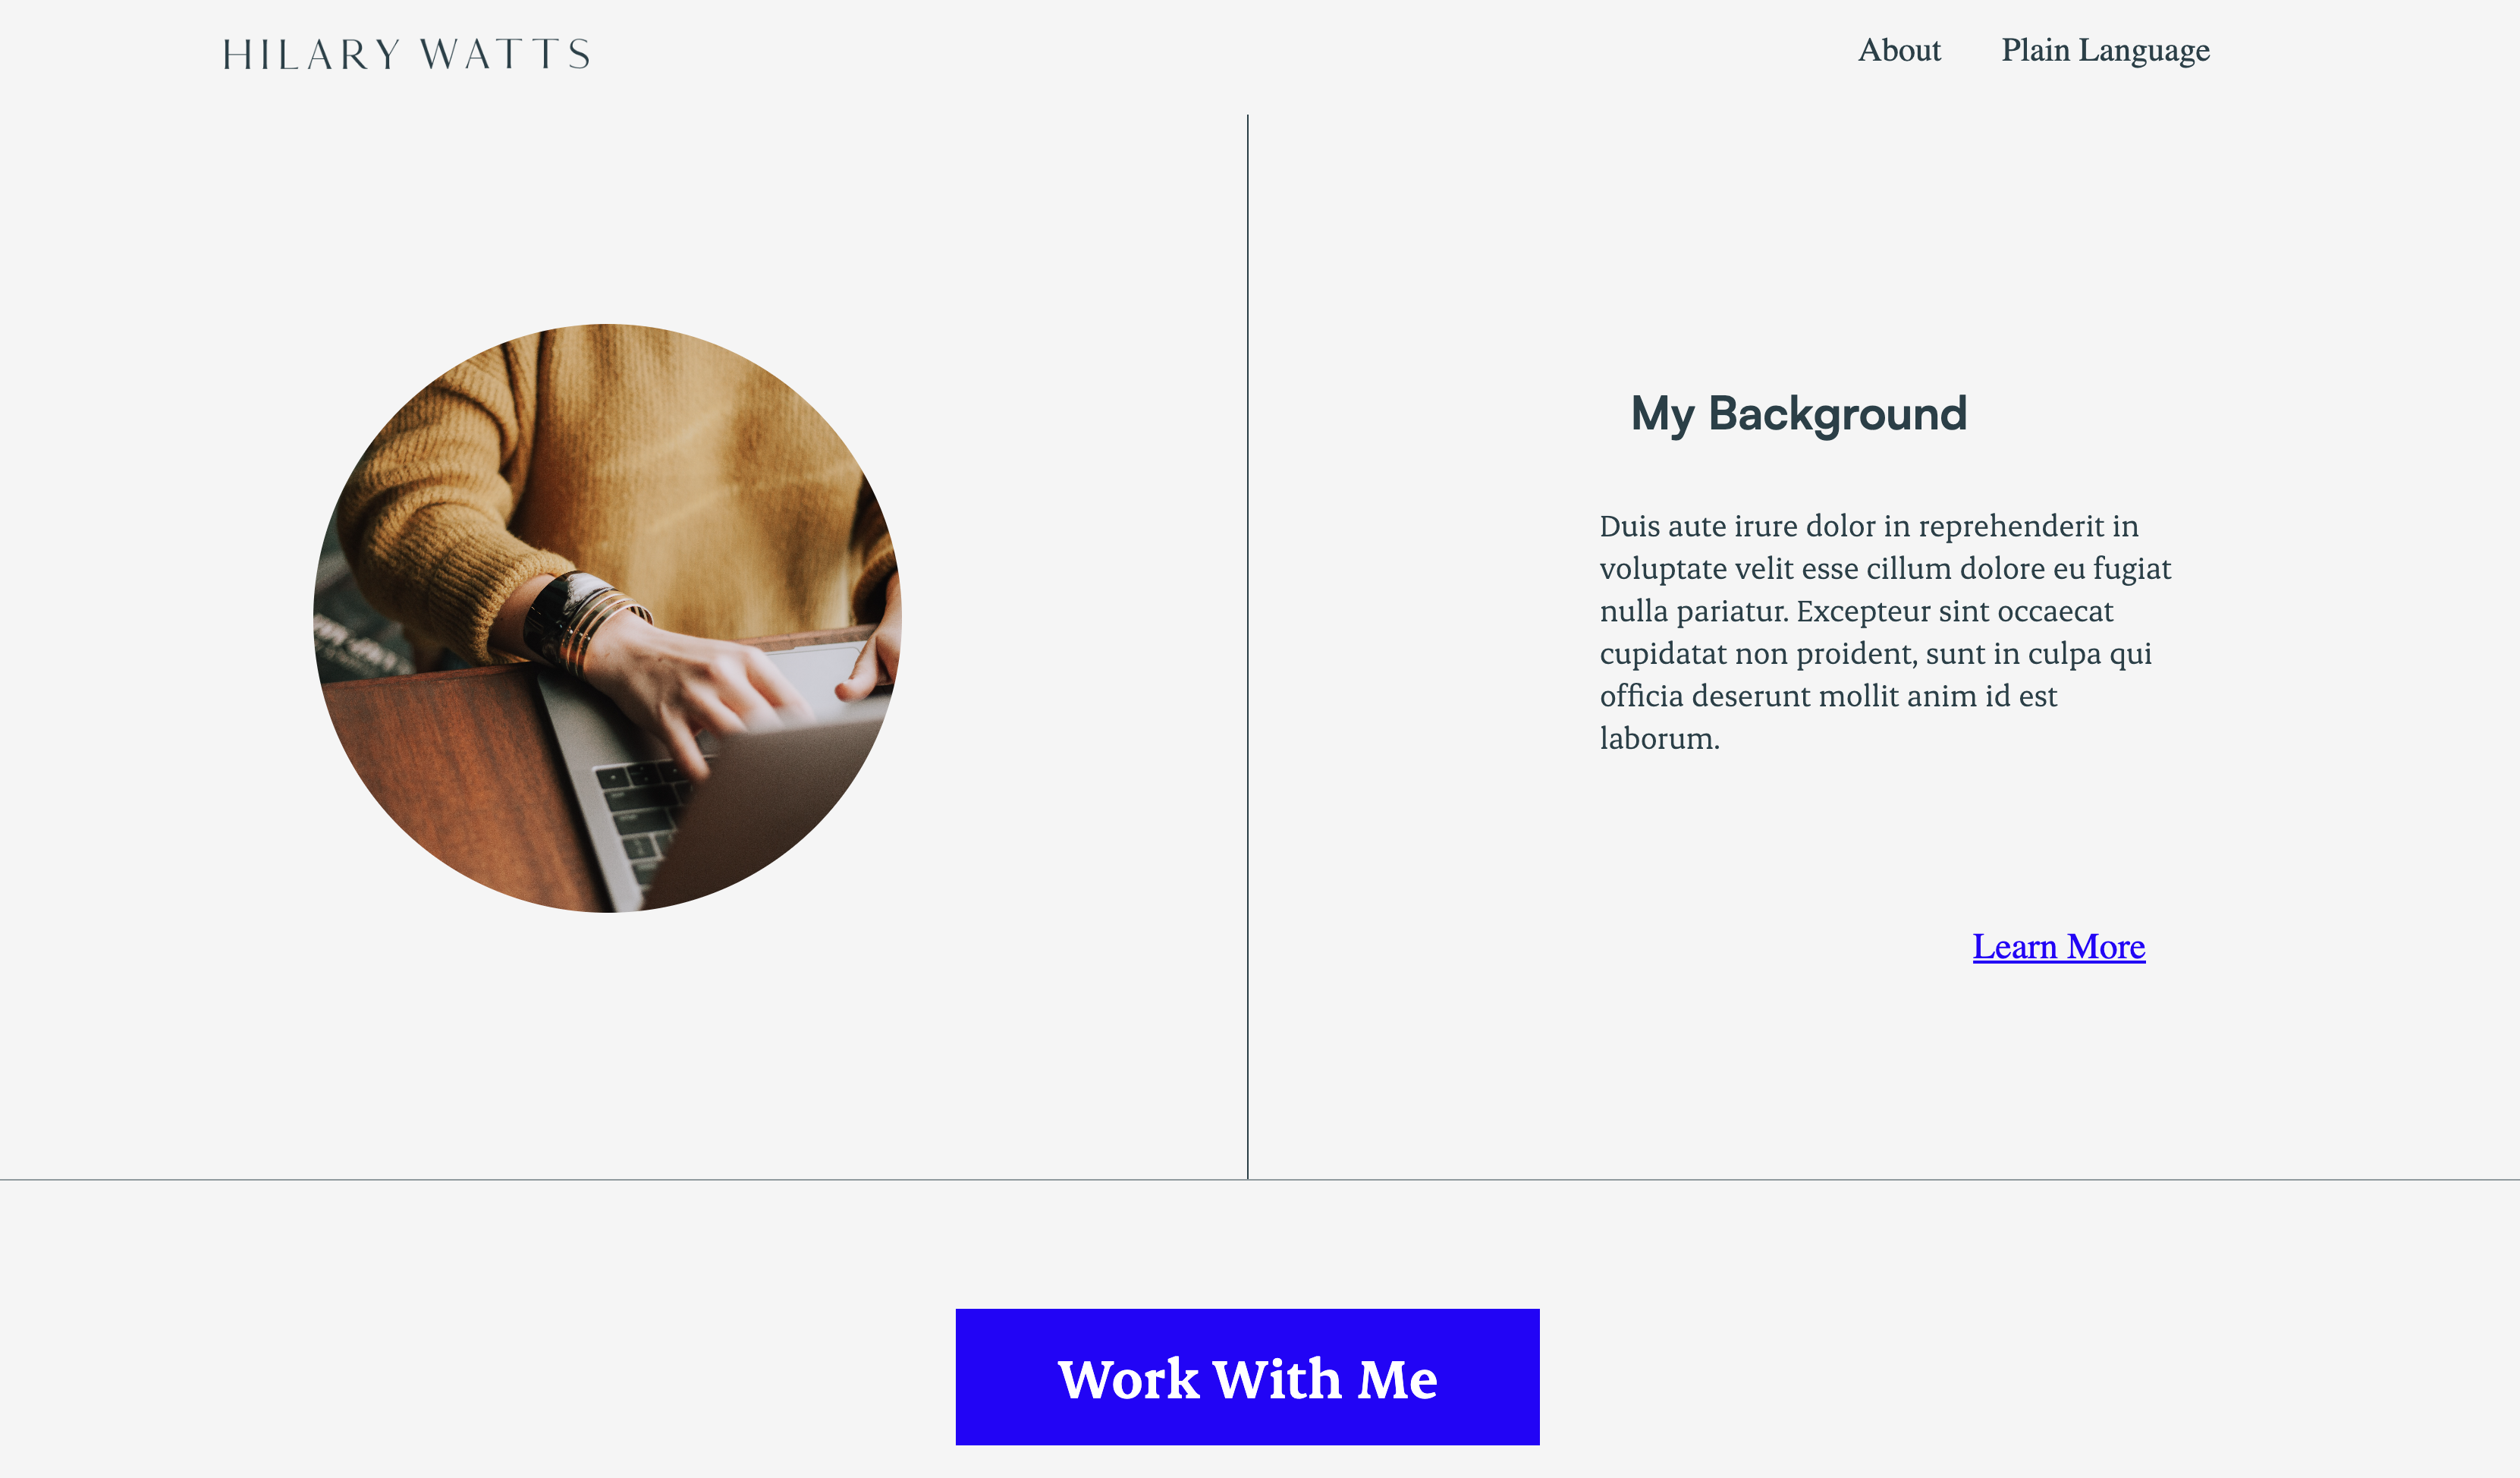 HILARY WATTS
About
Plain Language
My Background
Duis aute irure dolor in reprehenderit in
voluptate velit esse cillum dolore eu fugiat
nulla pariatur. Excepteur sint occaecat
cupidatat non proident, sunt in culpa qui
officia deserunt mollit anim id est
laborum.
Learn More
Work With Me